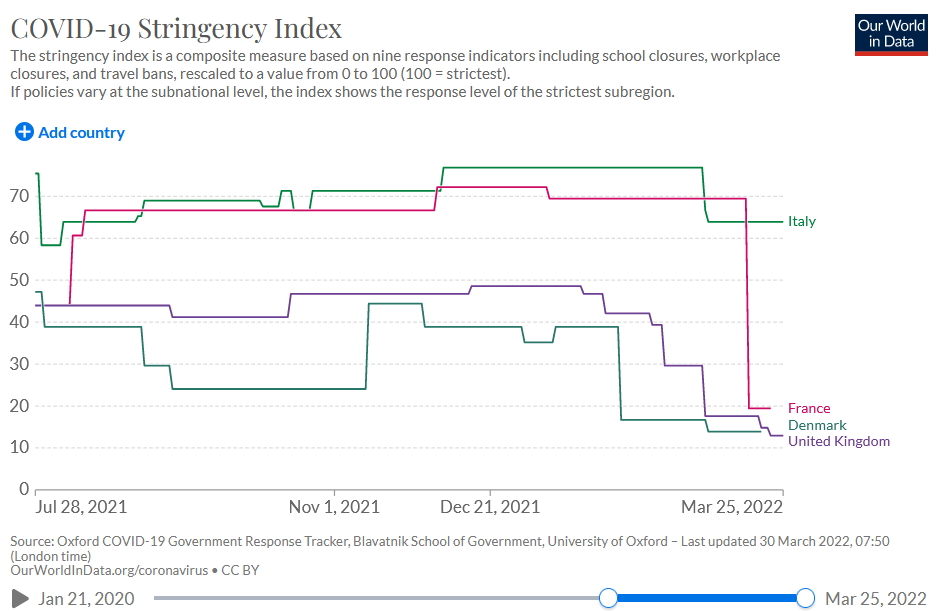 COVID-19 Stringency Index
Our World
in Data
The stringency index is a composite measure based on nine response indicators including school closures, workplace
closures, and travel bans, rescaled to a value from 0 to 100 (100 = strictest).
If policies vary at the subnational level, the index shows the response level of the strictest subregion.
Add country
70
60
50
40
30
20
10
0
Italy
France
Denmark
United Kingdom
Jul 28, 2021
Nov 1, 2021
Dec 21, 2021
Mar 25, 2022
Source: Oxford COVID-19 Government Response Tracker, Blavatnik School of Government, University of Oxford – Last updated 30 March 2022, 07:50
(London time)
OurWorldInData.org/coronavirus • CC BY
Jan 21, 2020
Mar 25, 2022